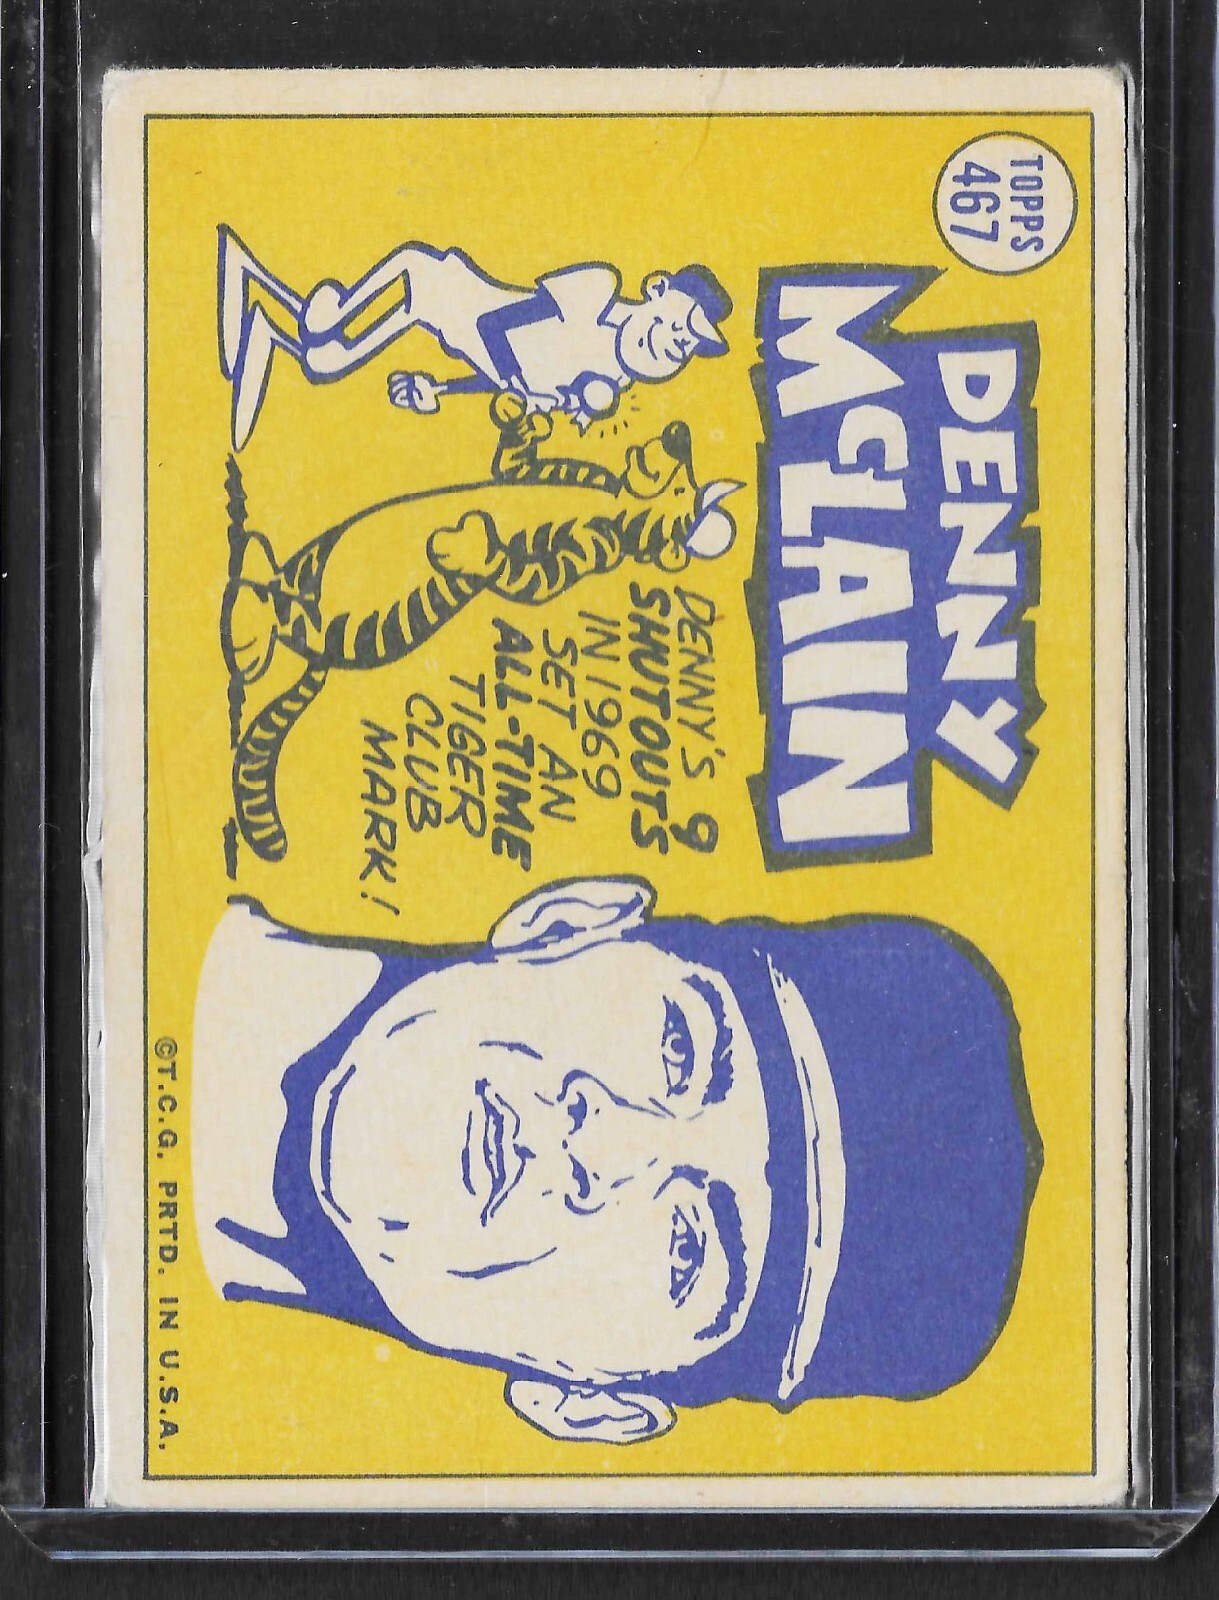 TOPPS
467
DENNY
McLAIN
DENNY'S 9
SHUTOUTS
IN 1969
SET AN
ALL-TIME
TIGER
CLUB
MARK!
©T.C.G. PRTD. IN U.S.A.